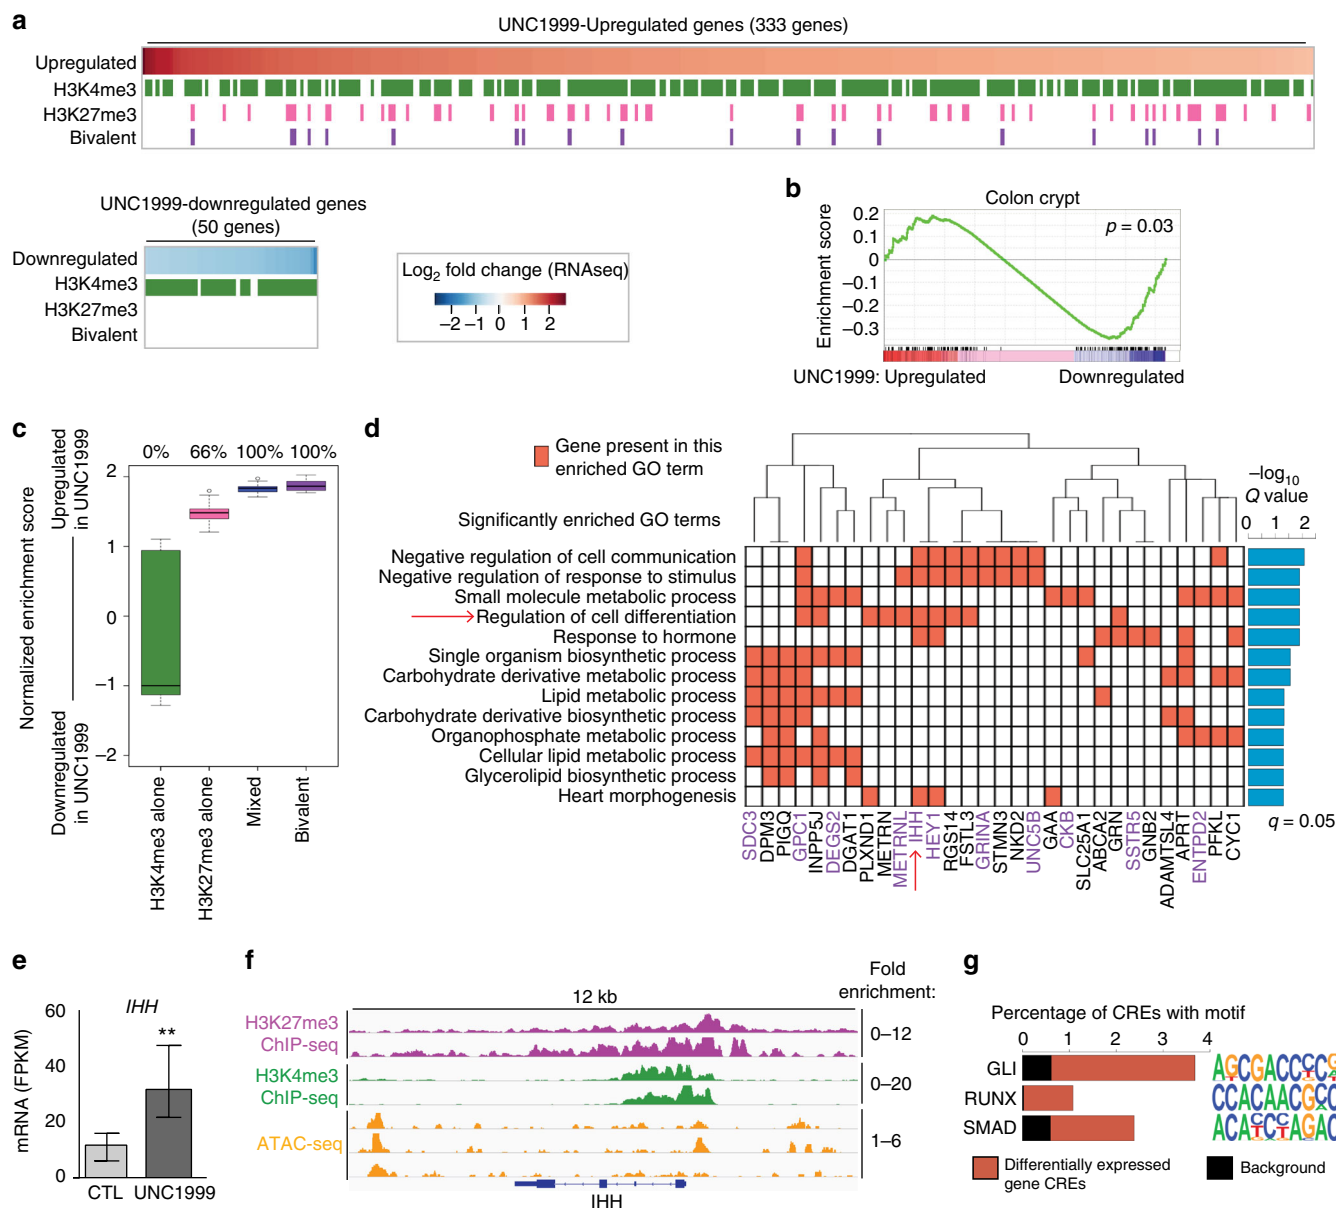 a
UNC1999-Upregulated genes (333 genes)
Upregulated
H3K4me3
H3K27me3
Bivalent
UNC1999-downregulated genes
(50 genes)
Downregulated
H3K4me3
H3K27me3
Bivalent
Log2 fold change (RNAseq)
–2 –1 0 1 2
b
Colon crypt
p = 0.03
Enrichment score
0.2
0.1
0
–0.1
–0.2
–0.3
UNC1999: Upregulated Downregulated
c
0% 66% 100% 100%
Normalized enrichment score
Upregulated
in UNC1999
Downregulated
in UNC1999
2
1
0
–1
–2
H3K4me3 alone
H3K27me3 alone
Mixed
Bivalent
d
Gene present in this
enriched GO term
Significantly enriched GO terms
–log10
Q value
0 1 2
Negative regulation of cell communication
Negative regulation of response to stimulus
Small molecule metabolic process
Regulation of cell differentiation
Response to hormone
Single organism biosynthetic process
Carbohydrate derivative metabolic process
Lipid metabolic process
Carbohydrate derivative biosynthetic process
Organophosphate metabolic process
Cellular lipid metabolic process
Glycerolipid biosynthetic process
Heart morphogenesis
q = 0.05
SDC3
DPM3
PIGQ
GPC1
INPP5J
DEGS2
DGAT1
PLXND1
METRN
METRNL
IHH
HEY1
RGS14
FSTL3
GRINA
STMN3
NKD2
UNC5B
GAA
CKB
SLC25A1
ABCA2
GRN
SSTR5
GNB2
ADAMTSL4
APRT
ENTPD2
PFKL
CYC1
e
IHH
**
mRNA (FPKM)
60
40
20
0
CTL UNC1999
f
12 kb
Fold
enrichment:
H3K27me3
ChIP-seq
0–12
H3K4me3
ChIP-seq
0–20
ATAC-seq
1–6
IHH
g
Percentage of CREs with motif
0 1 2 3 4
GLI
RUNX
SMAD
Differentially expressed
gene CREs
Background